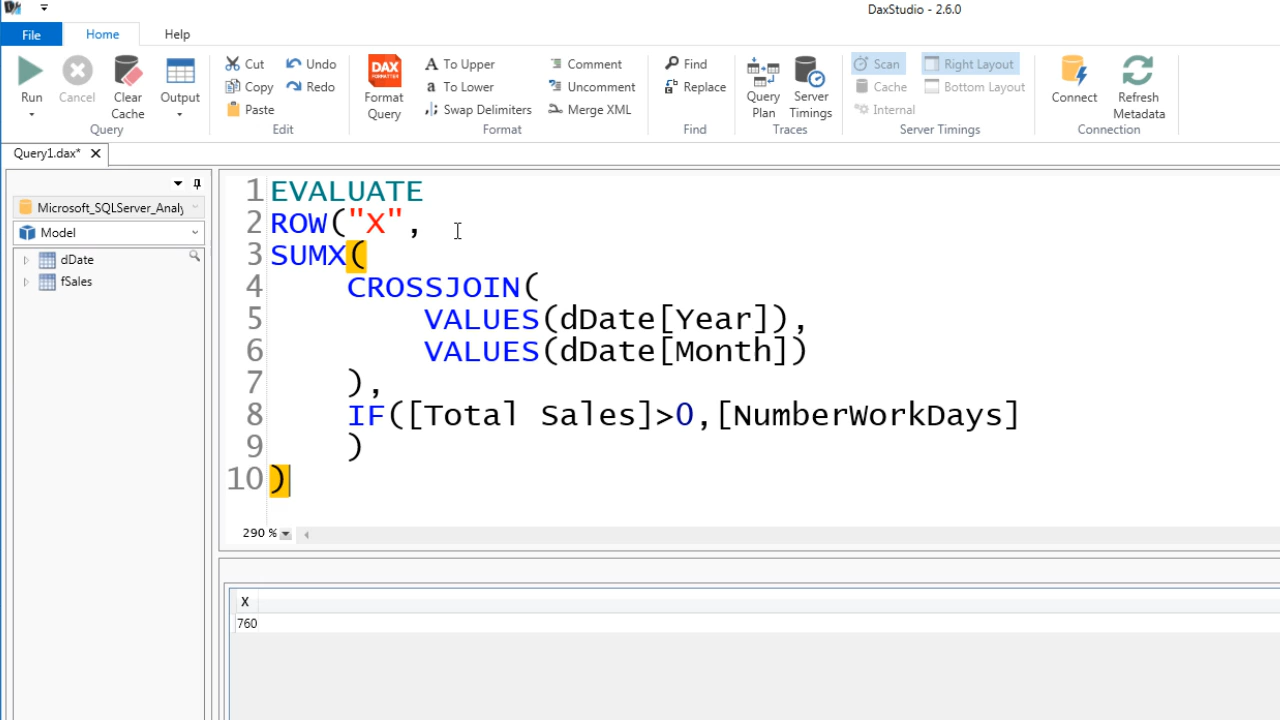 DaxStudio - 2.6.0
File Home Help
Run Cancel Clear Cache Output Query
Cut Copy Paste Undo Redo Edit
Format Query To Upper To Lower Swap Delimiters Comment Uncomment Merge XML Format
Find Replace Find
Query Plan Server Timings Traces
Scan Cache Internal Right Layout Bottom Layout Server Timings
Connect Refresh Metadata Connection
Query1.dax*
Microsoft_SQLServer_Analy
Model
dDate
fSales
1 EVALUATE
2 ROW("X",
3 SUMX(
4 CROSSJOIN(
5 VALUES(dDate[Year]),
6 VALUES(dDate[Month])
7 ),
8 IF([Total Sales]>0,[NumberWorkDays]
9 )
10 )
290 %
X
760